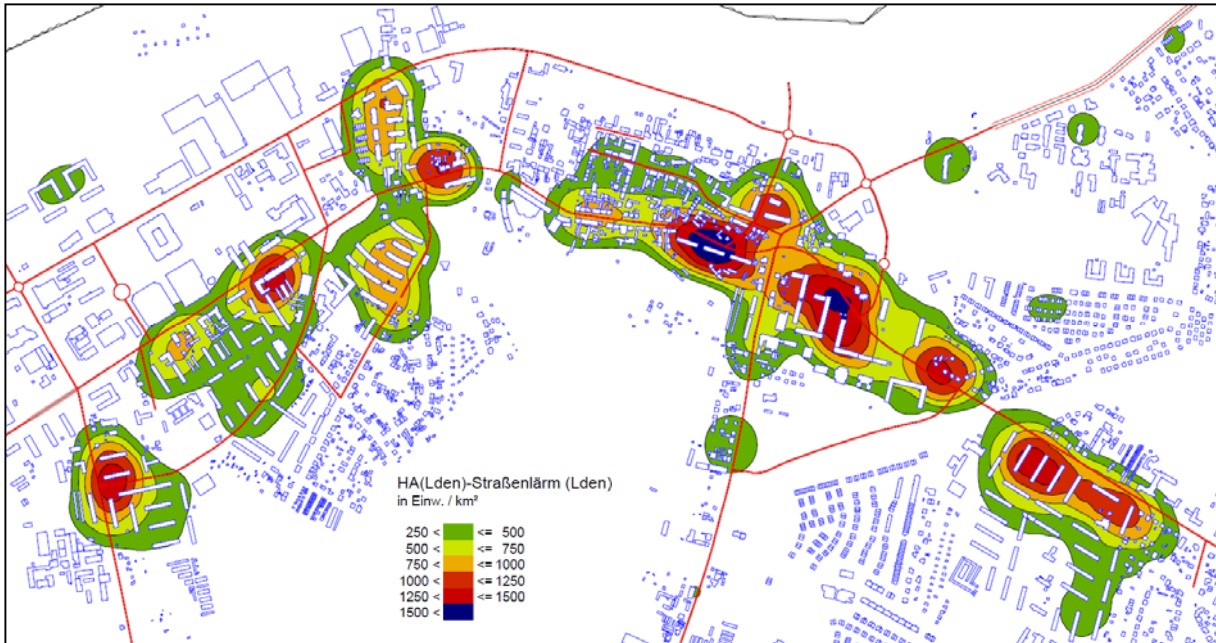 HA(Lden)-Straßenlärm (Lden)
in Einw. / km²
250 < <= 500
500 < <= 750
750 < <= 1000
1000 < <= 1250
1250 < <= 1500
1500 <